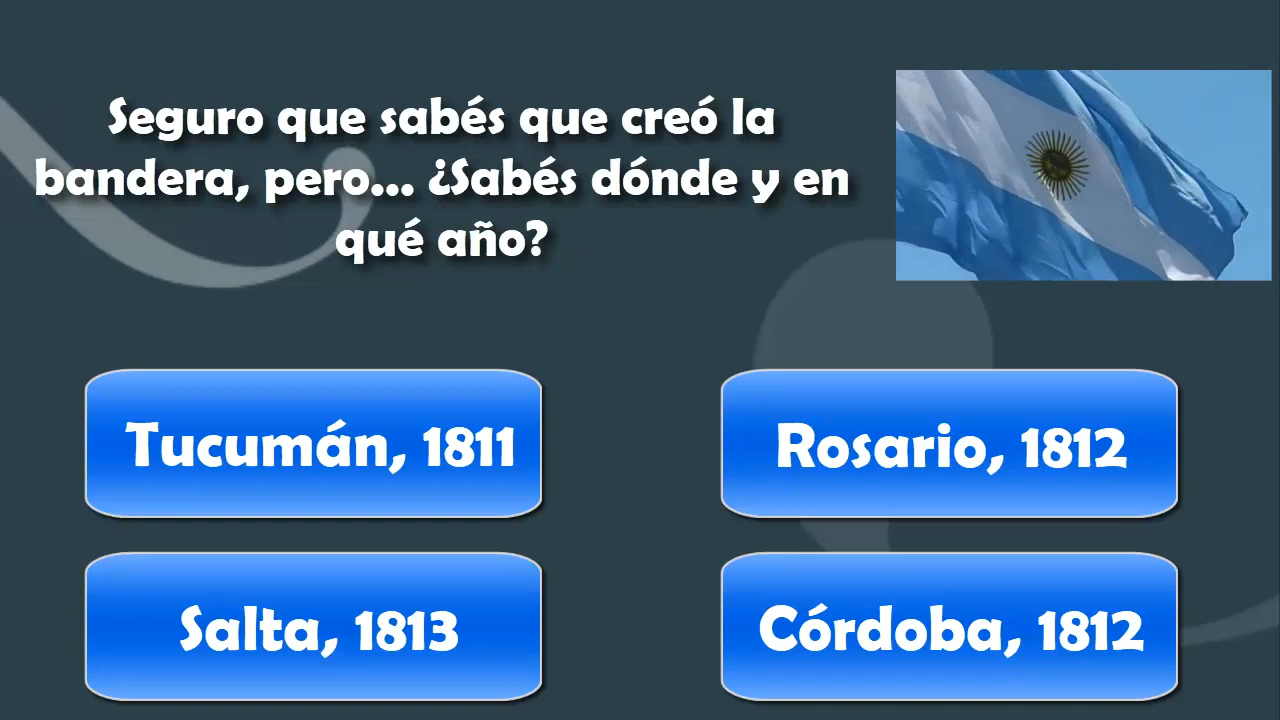 Seguro que sabés que creó la
bandera, pero... ¿Sabés dónde y en
qué año?
Tucumán, 1811
Rosario, 1812
Salta, 1813
Córdoba, 1812